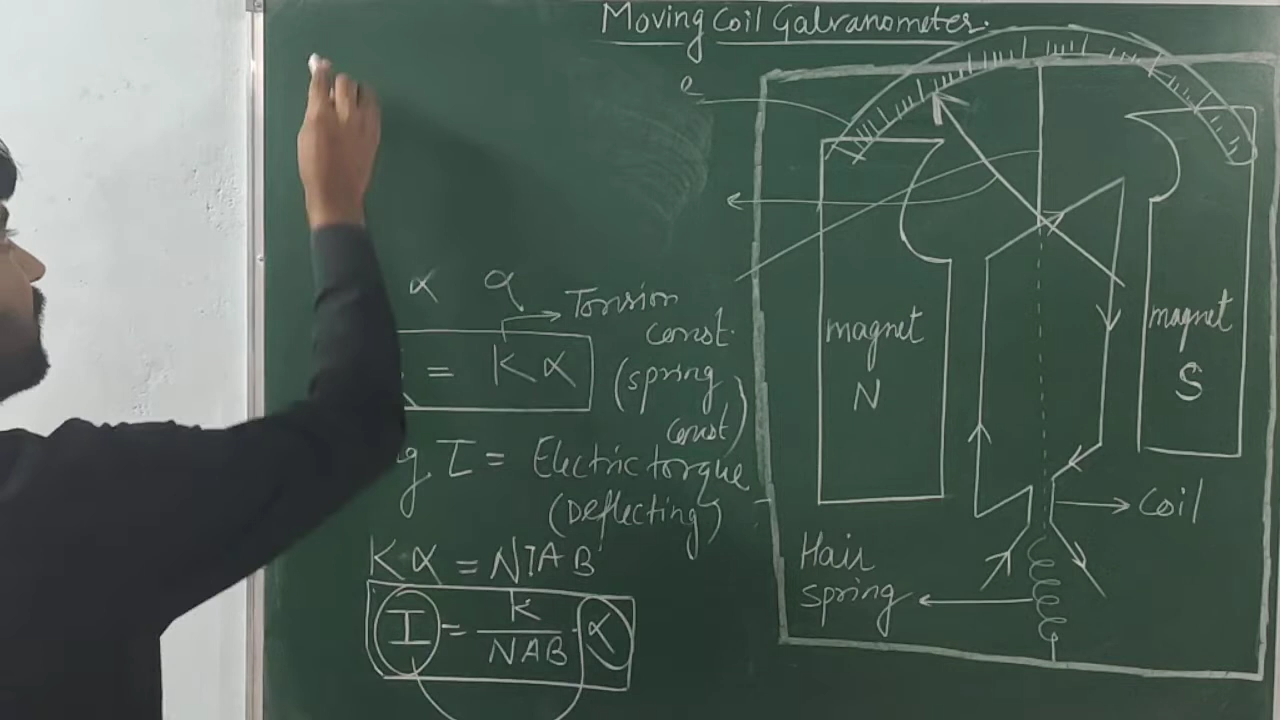 Moving Coil Galvanometer.
α α
→ Torsion
const.
(spring
const)
= Kα
g. τ = Electric torque
(Deflecting)
Kα = NIAB
I = K/NAB · α
magnet
N
magnet
S
→ Coil
Hair
spring